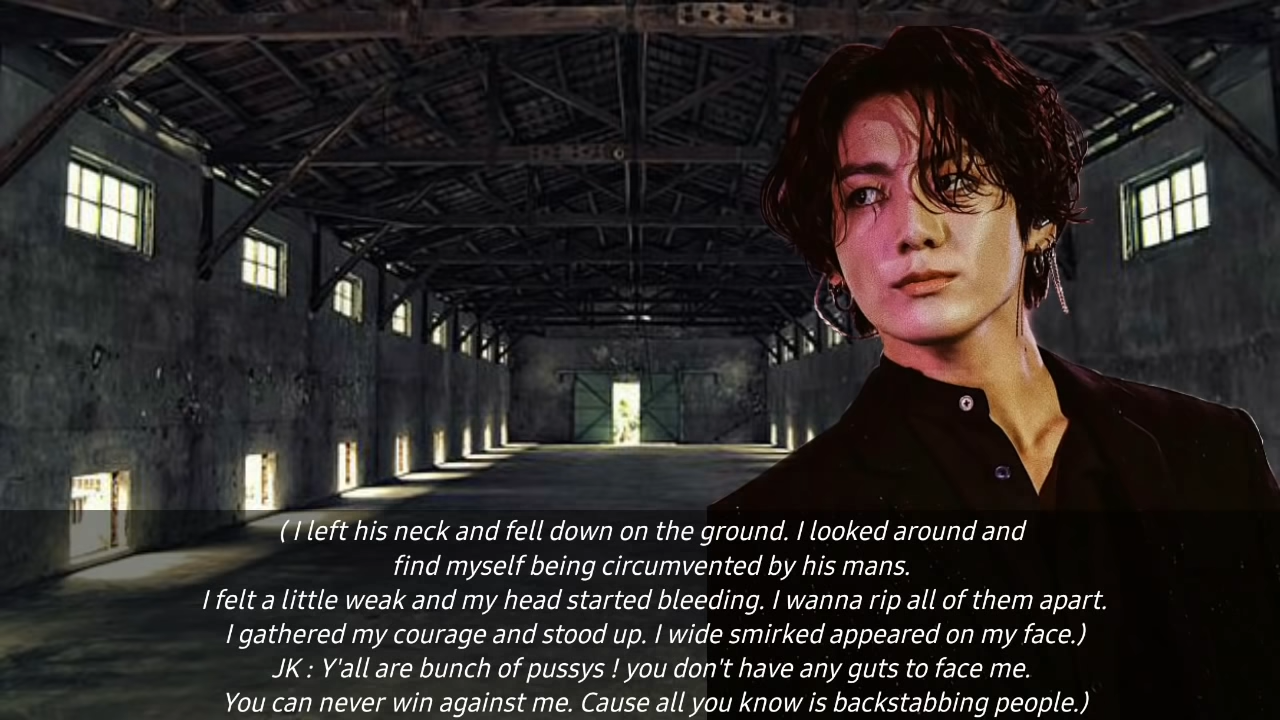 ( I left his neck and fell down on the ground. I looked around and
find myself being circumvented by his mans.
I felt a little weak and my head started bleeding. I wanna rip all of them apart.
I gathered my courage and stood up. I wide smirked appeared on my face.)
JK : Y'all are bunch of pussys ! you don't have any guts to face me.
You can never win against me. Cause all you know is backstabbing people.)